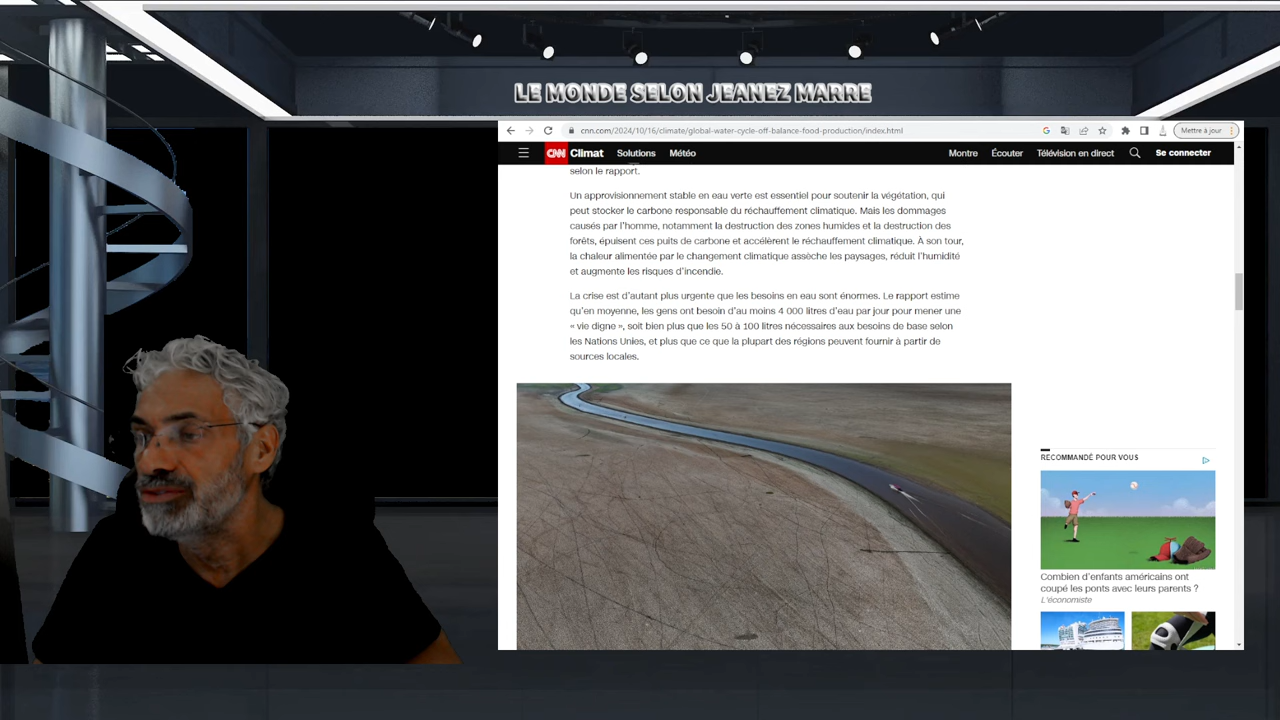 LE MONDE SELON JEANEZ MARRE
cnn.com/2024/10/16/climate/global-water-cycle-off-balance-food-production/index.html
Mettre à jour
CNN Climat Solutions Météo Montre Écouter Télévision en direct Se connecter
selon le rapport.
Un approvisionnement stable en eau verte est essentiel pour soutenir la végétation, qui
peut stocker le carbone responsable du réchauffement climatique. Mais les dommages
causés par l'homme, notamment la destruction des zones humides et la destruction des
forêts, épuisent ces puits de carbone et accélèrent le réchauffement climatique. À son tour,
la chaleur alimentée par le changement climatique assèche les paysages, réduit l'humidité
et augmente les risques d'incendie.
La crise est d'autant plus urgente que les besoins en eau sont énormes. Le rapport estime
qu'en moyenne, les gens ont besoin d'au moins 4 000 litres d'eau par jour pour mener une
« vie digne », soit bien plus que les 50 à 100 litres nécessaires aux besoins de base selon
les Nations Unies, et plus que ce que la plupart des régions peuvent fournir à partir de
sources locales.
RECOMMANDÉ POUR VOUS
Combien d'enfants américains ont
coupé les ponts avec leurs parents ?
L'économiste